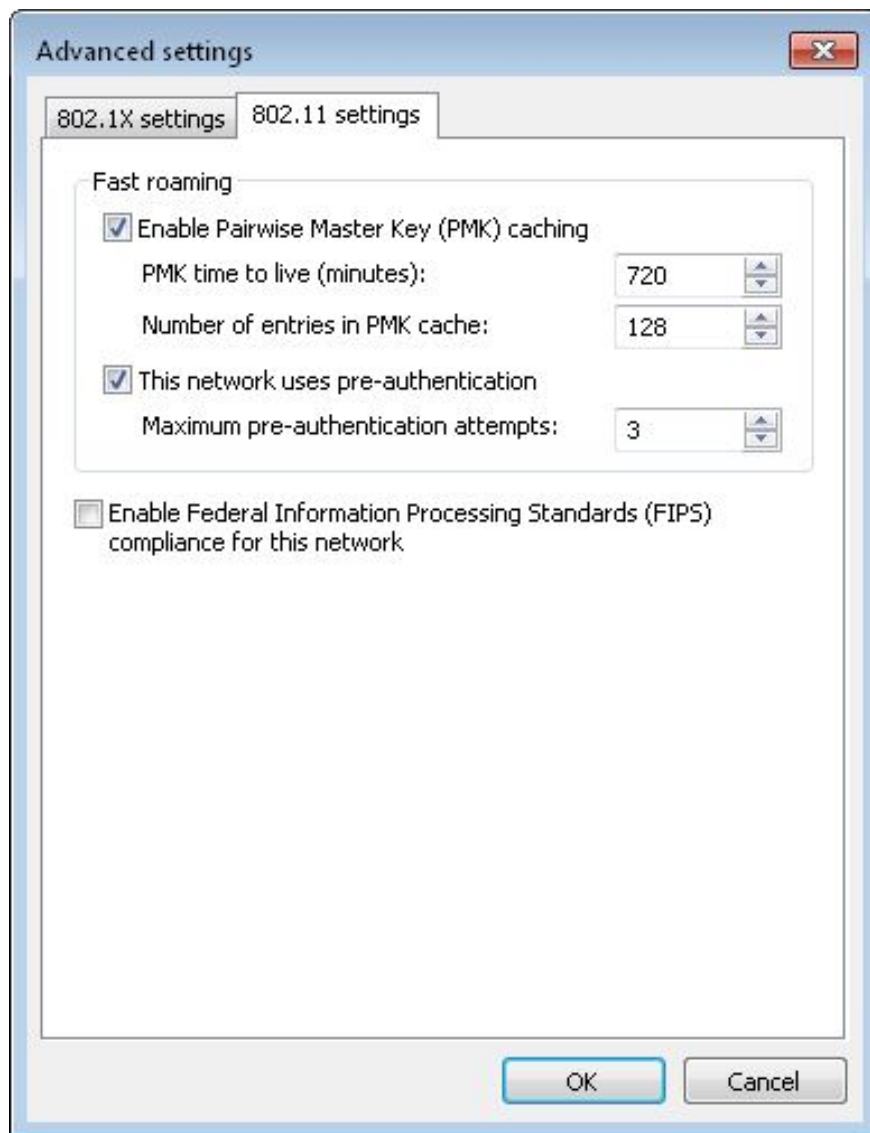 Advanced settings
802.1X settings
802.11 settings
Fast roaming
Enable Pairwise Master Key (PMK) caching
PMK time to live (minutes):
720
Number of entries in PMK cache:
128
This network uses pre-authentication
Maximum pre-authentication attempts:
3
Enable Federal Information Processing Standards (FIPS)
compliance for this network
OK
Cancel